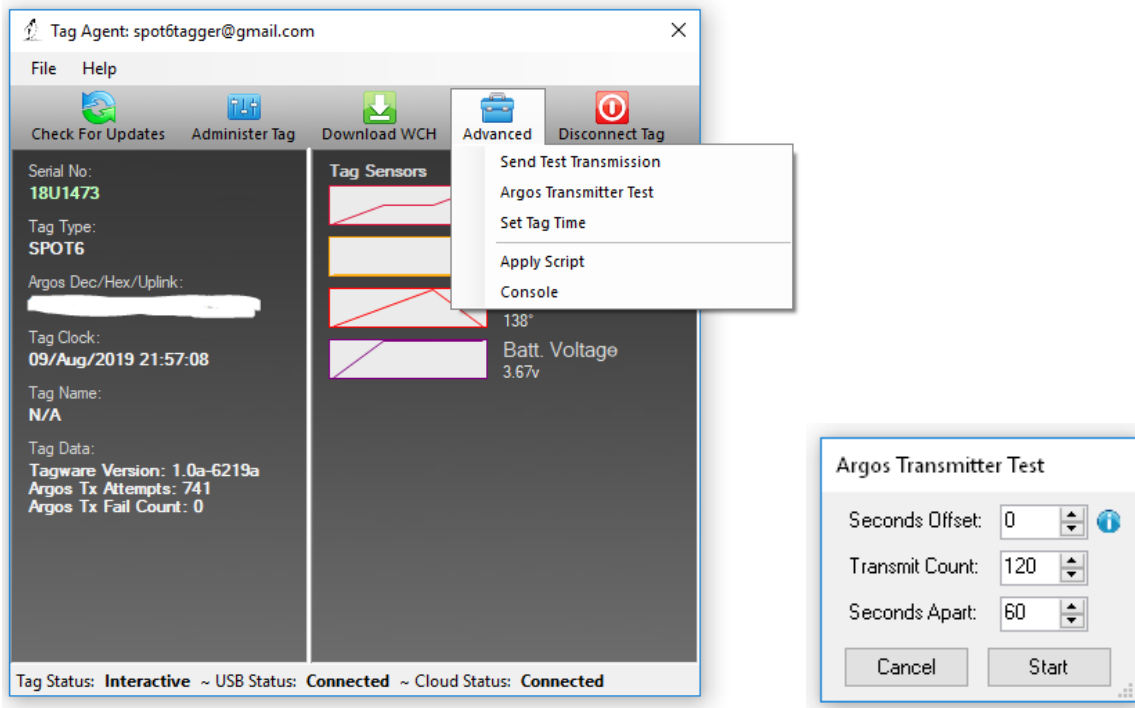 Tag Agent: spot6tagger@gmail.com
File Help
Check For Updates Administer Tag Download WCH Advanced Disconnect Tag
Serial No:
18U1473
Tag Type:
SPOT6
Argos Dec/Hex/Uplink:
Tag Clock:
09/Aug/2019 21:57:08
Tag Name:
N/A
Tag Data:
Tagware Version: 1.0a-6219a
Argos Tx Attempts: 741
Argos Tx Fail Count: 0
Tag Sensors
Send Test Transmission
Argos Transmitter Test
Set Tag Time
Apply Script
Console
138°
Batt. Voltage
3.67v
Tag Status: Interactive ~ USB Status: Connected ~ Cloud Status: Connected
Argos Transmitter Test
Seconds Offset: 0
Transmit Count: 120
Seconds Apart: 60
Cancel Start